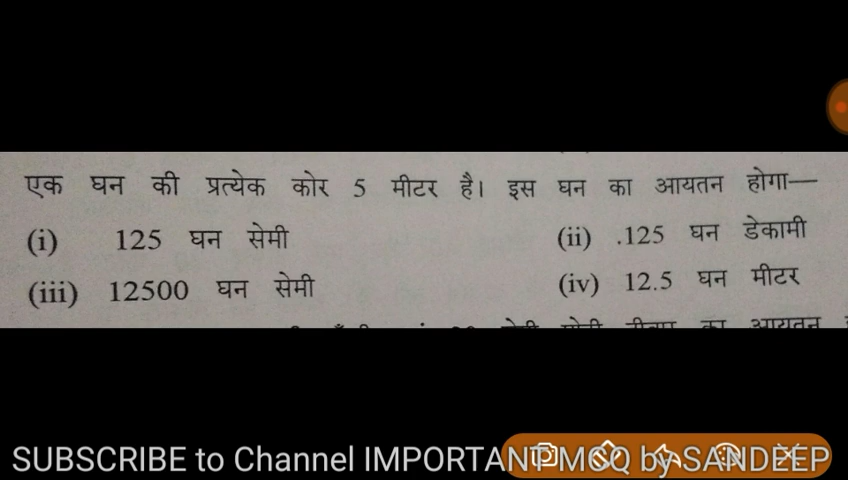 एक घन की प्रत्येक कोर 5 मीटर है। इस घन का आयतन होगा—
(i) 125 घन सेमी (ii) .125 घन डेकामी
(iii) 12500 घन सेमी (iv) 12.5 घन मीटर
का आयतन
SUBSCRIBE to Channel IMPORTANT MCQ by SANDEEP